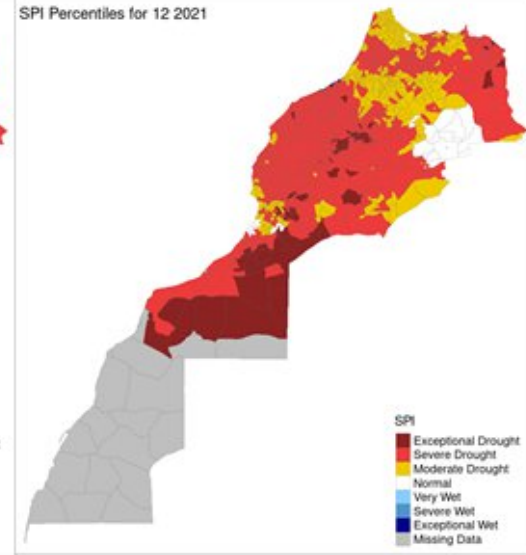 SPI Percentiles for 12 2021
SPI
Exceptional Drought
Severe Drought
Moderate Drought
Normal
Very Wet
Severe Wet
Exceptional Wet
Missing Data